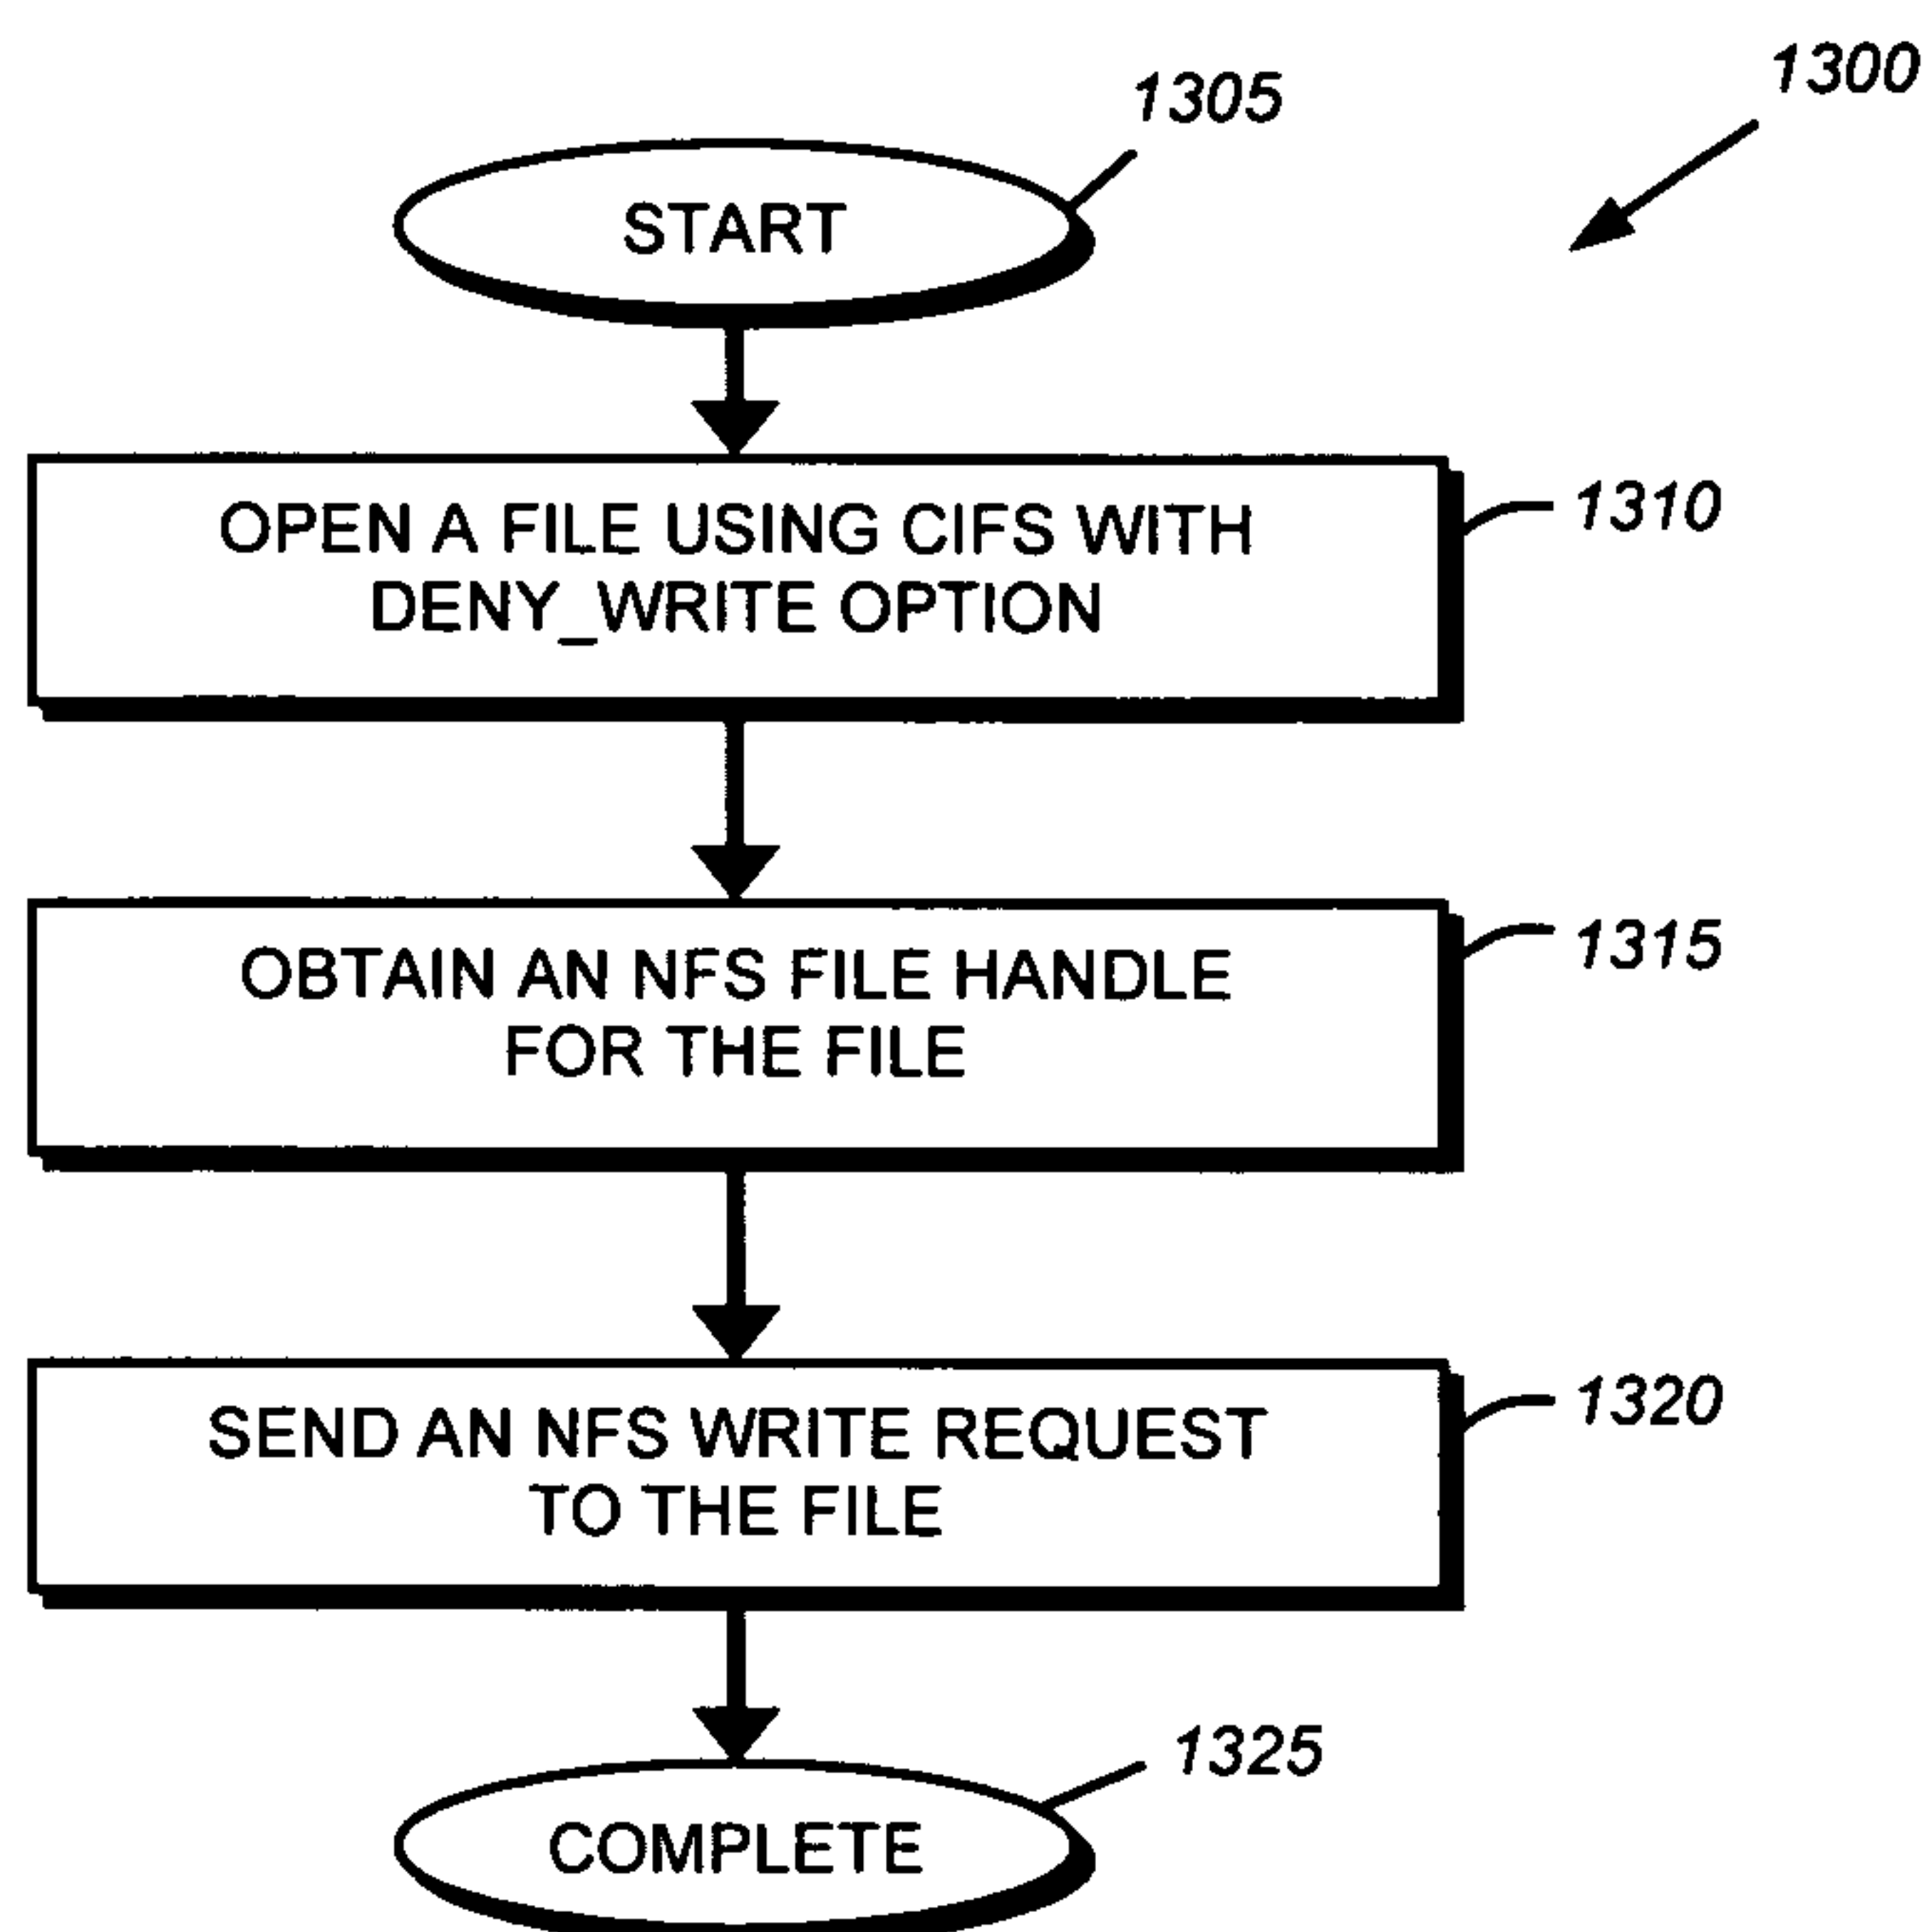 1300
1305
START
OPEN A FILE USING CIFS WITH
DENY_WRITE OPTION
1310
OBTAIN AN NFS FILE HANDLE
FOR THE FILE
1315
SEND AN NFS WRITE REQUEST
TO THE FILE
1320
1325
COMPLETE